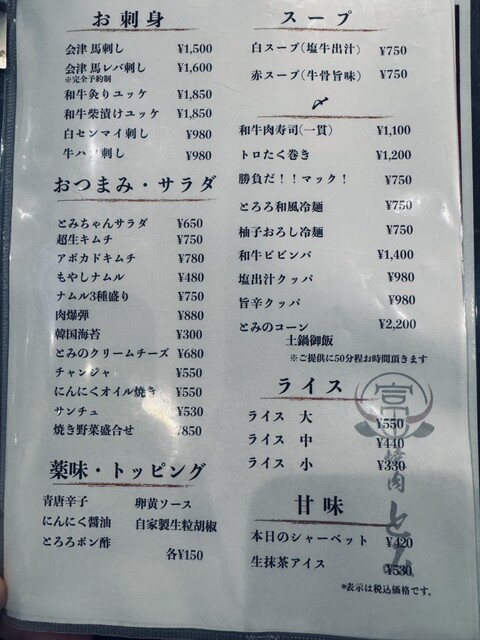 お刺身
会津 馬刺し ¥1,500
会津 馬レバ刺し ¥1,600
※完全予約制
和牛炙りユッケ ¥1,850
和牛柴漬けユッケ ¥1,850
白センマイ刺し ¥980
牛ハツ刺し ¥980
おつまみ・サラダ
とみちゃんサラダ ¥650
超生キムチ ¥750
アボカドキムチ ¥780
もやしナムル ¥480
ナムル3種盛り ¥750
肉爆弾 ¥880
韓国海苔 ¥300
とみのクリームチーズ ¥680
チャンジャ ¥550
にんにくオイル焼き ¥550
サンチュ ¥530
焼き野菜盛合せ ¥850
薬味・トッピング
青唐辛子 卵黄ソース
にんにく醤油 自家製生粒胡椒
とろろポン酢
各¥150
スープ
白スープ(塩牛出汁) ¥750
赤スープ(牛骨旨味) ¥750
〆
和牛肉寿司(一貫) ¥1,100
トロたく巻き ¥1,200
勝負だ!!マック! ¥750
とろろ和風冷麺 ¥750
柚子おろし冷麺 ¥750
和牛ビビンバ ¥1,400
塩出汁クッパ ¥980
旨辛クッパ ¥980
とみのコーン ¥2,200
土鍋御飯
※ご提供に50分程お時間頂きます
ライス
ライス 大 ¥550
ライス 中 ¥440
ライス 小 ¥330
甘味
本日のシャーベット ¥420
生抹茶アイス ¥530
*表示は税込価格です。
焼肉 とみ